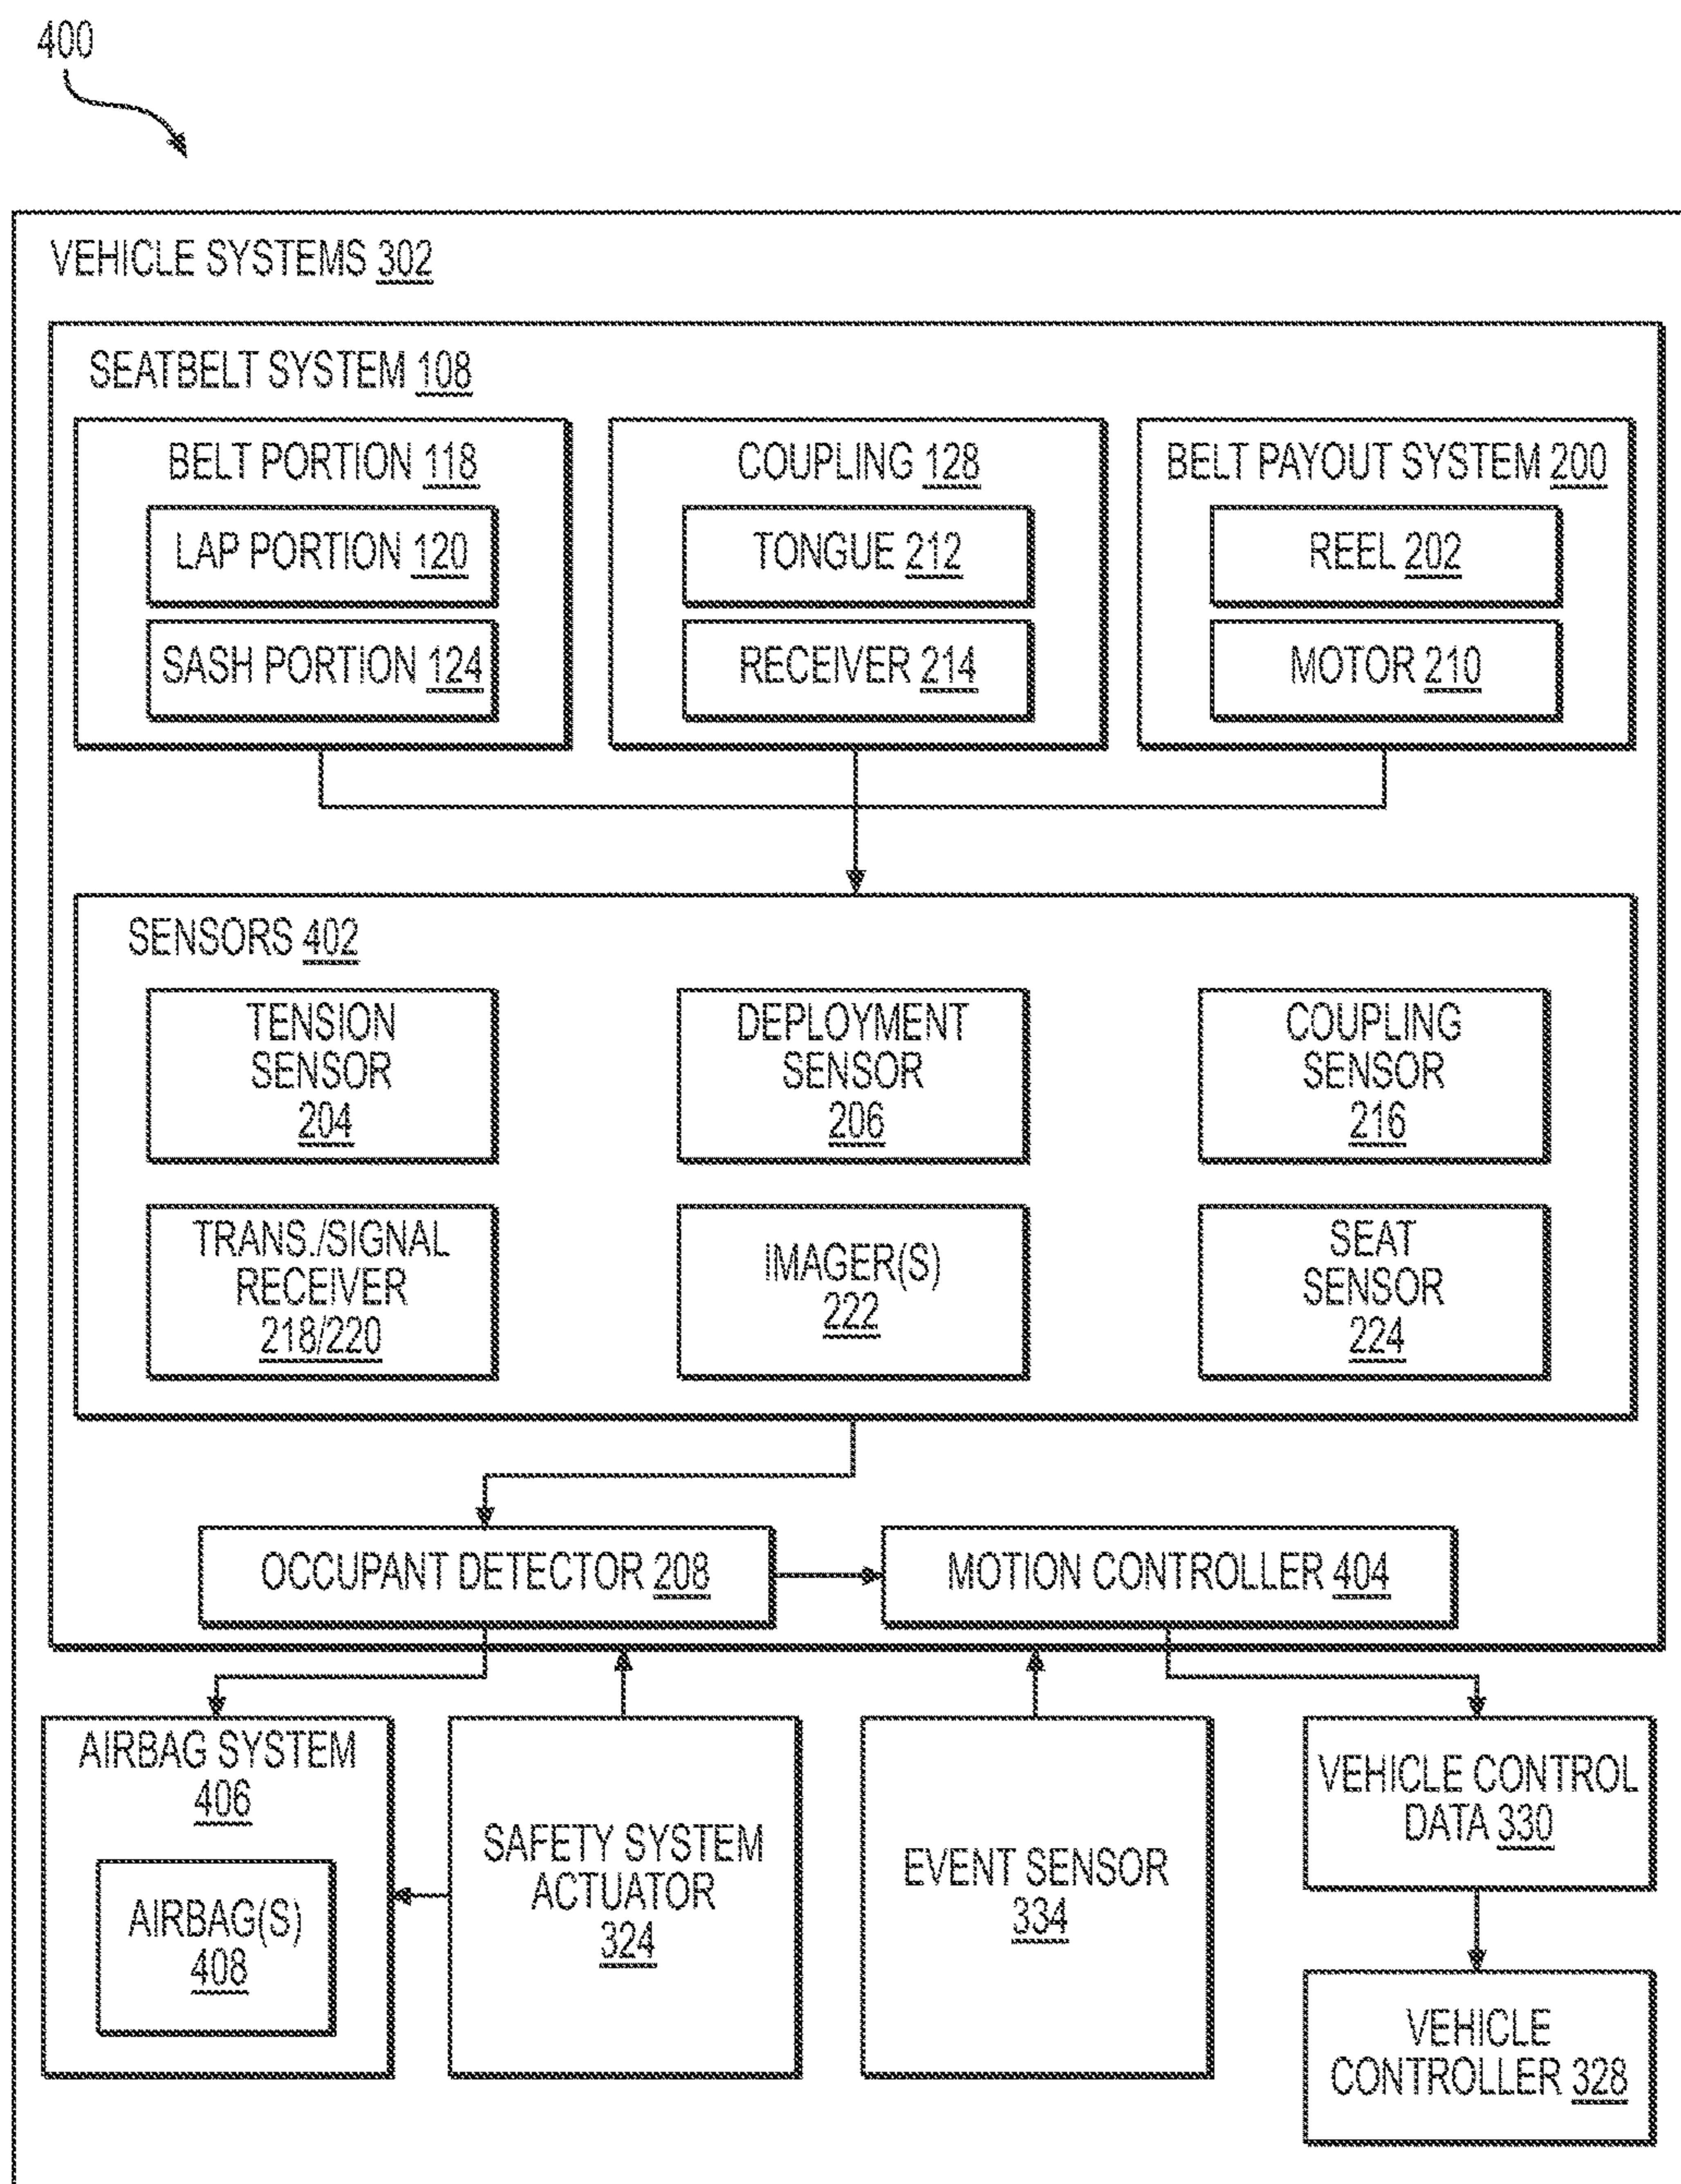 400
VEHICLE SYSTEMS 302
SEATBELT SYSTEM 108
BELT PORTION 118
LAP PORTION 120
SASH PORTION 124
COUPLING 128
TONGUE 212
RECEIVER 214
BELT PAYOUT SYSTEM 200
REEL 202
MOTOR 210
SENSORS 402
TENSION
SENSOR
204
DEPLOYMENT
SENSOR
206
COUPLING
SENSOR
216
TRANS./SIGNAL
RECEIVER
218/220
IMAGER(S)
222
SEAT
SENSOR
224
OCCUPANT DETECTOR 208
MOTION CONTROLLER 404
AIRBAG SYSTEM
406
AIRBAG(S)
408
SAFETY SYSTEM
ACTUATOR
324
EVENT SENSOR
334
VEHICLE CONTROL
DATA 330
VEHICLE
CONTROLLER 328